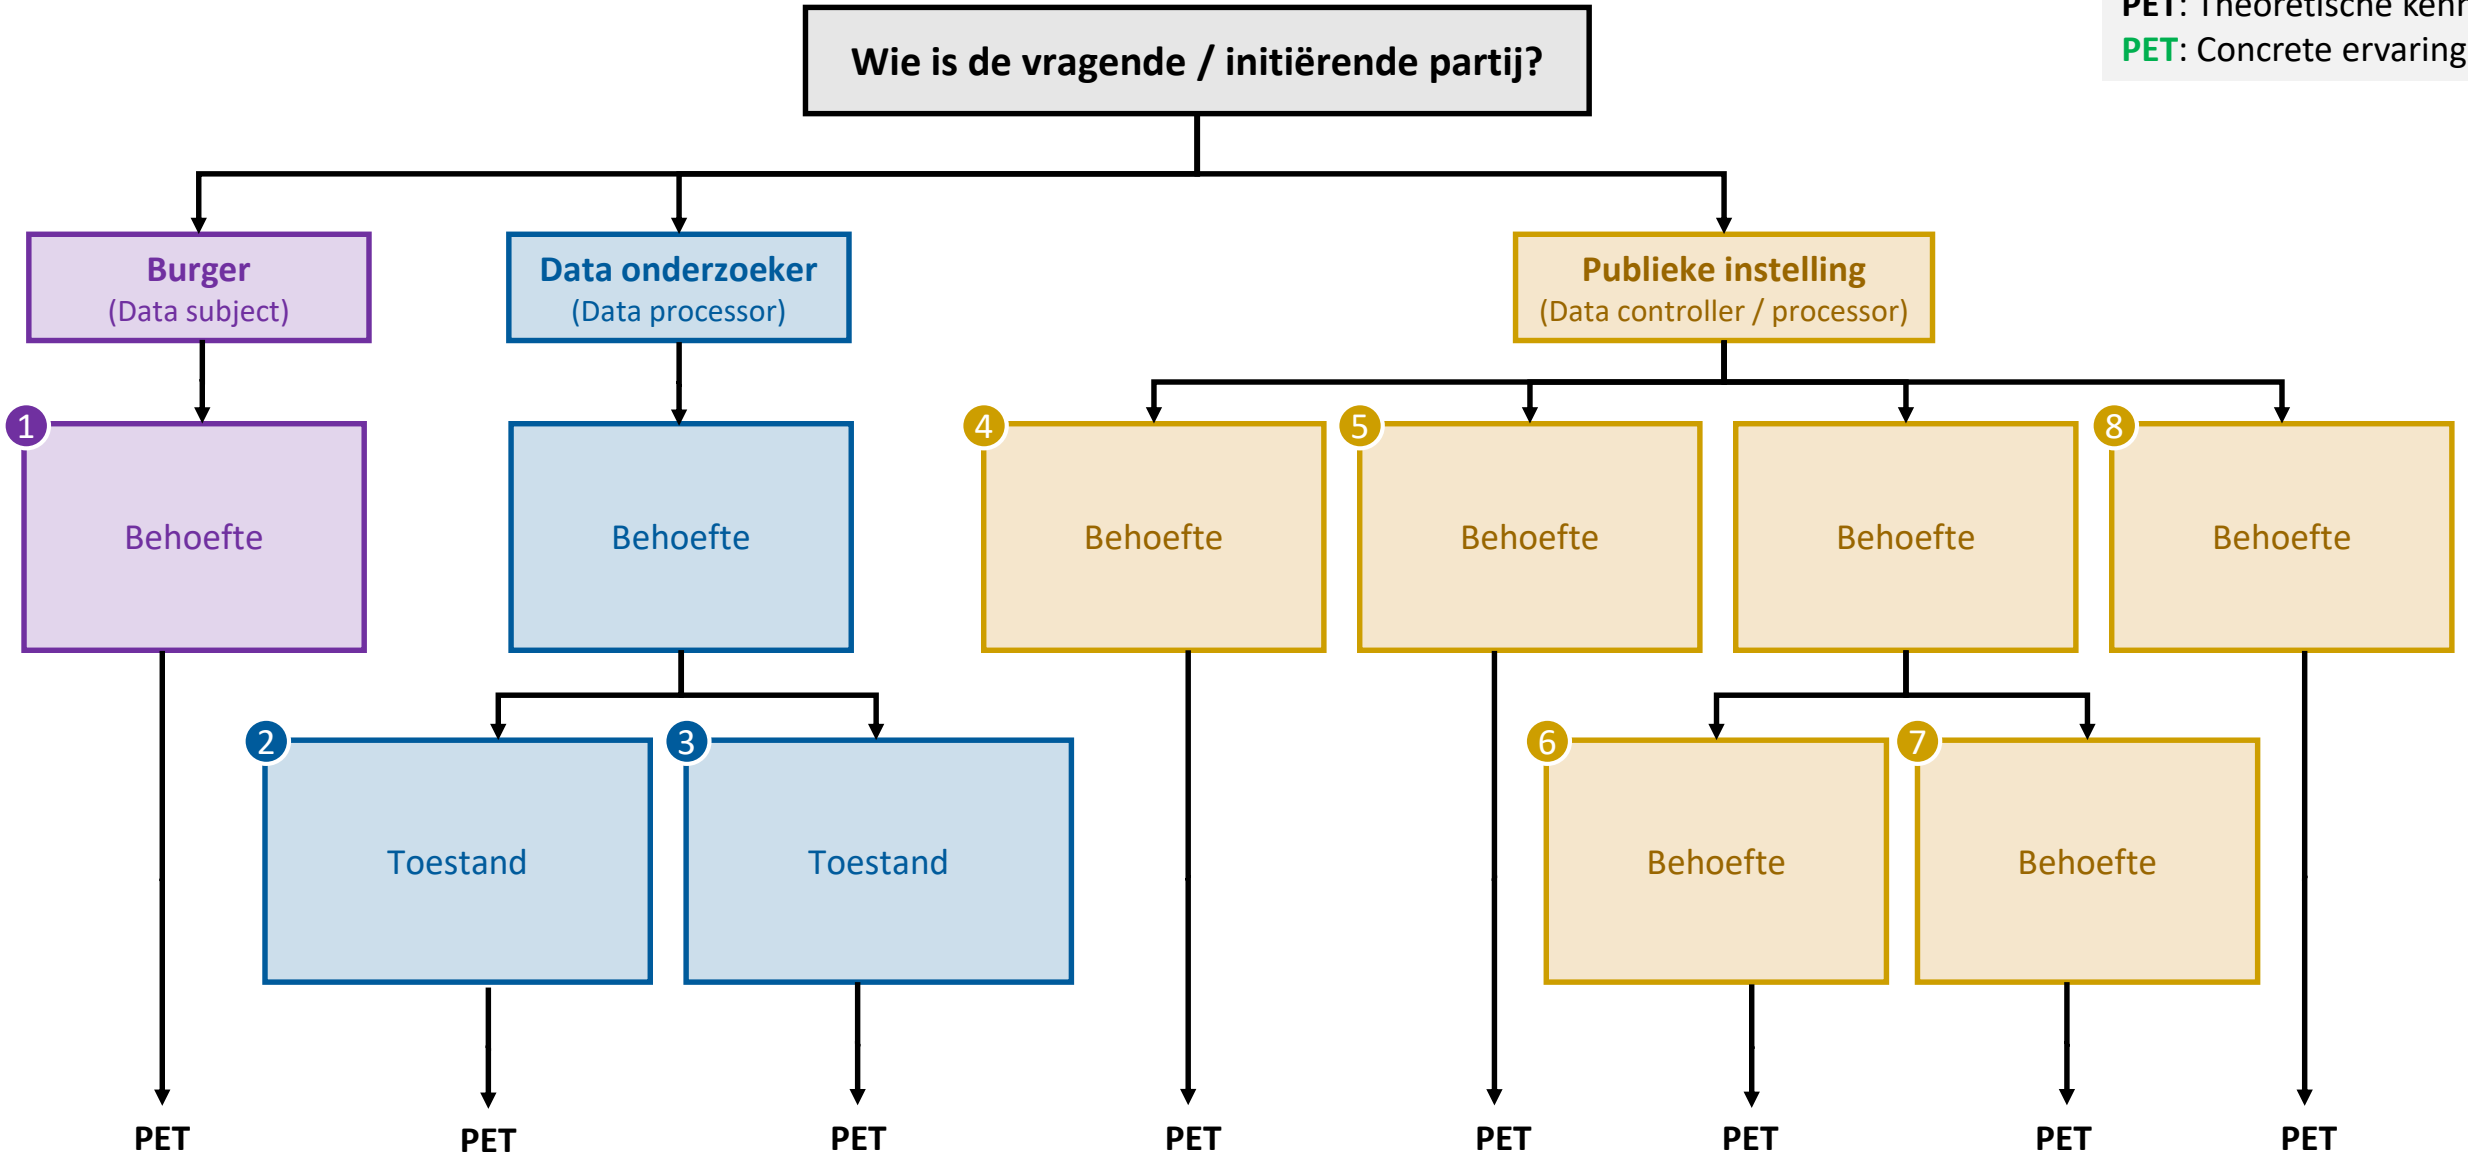 PET: Theoretische
PET: Concrete ervaring
Wie is de vragende / initiërende partij?
Burger
(Data subject)
Data onderzoeker
(Data processor)
Publieke instelling
(Data controller / processor)
1
4
5
8
Behoefte
Behoefte
Behoefte
Behoefte
Behoefte
Behoefte
2
3
6
7
Toestand
Toestand
Behoefte
Behoefte
PET
PET
PET
PET
PET
PET
PET
PET